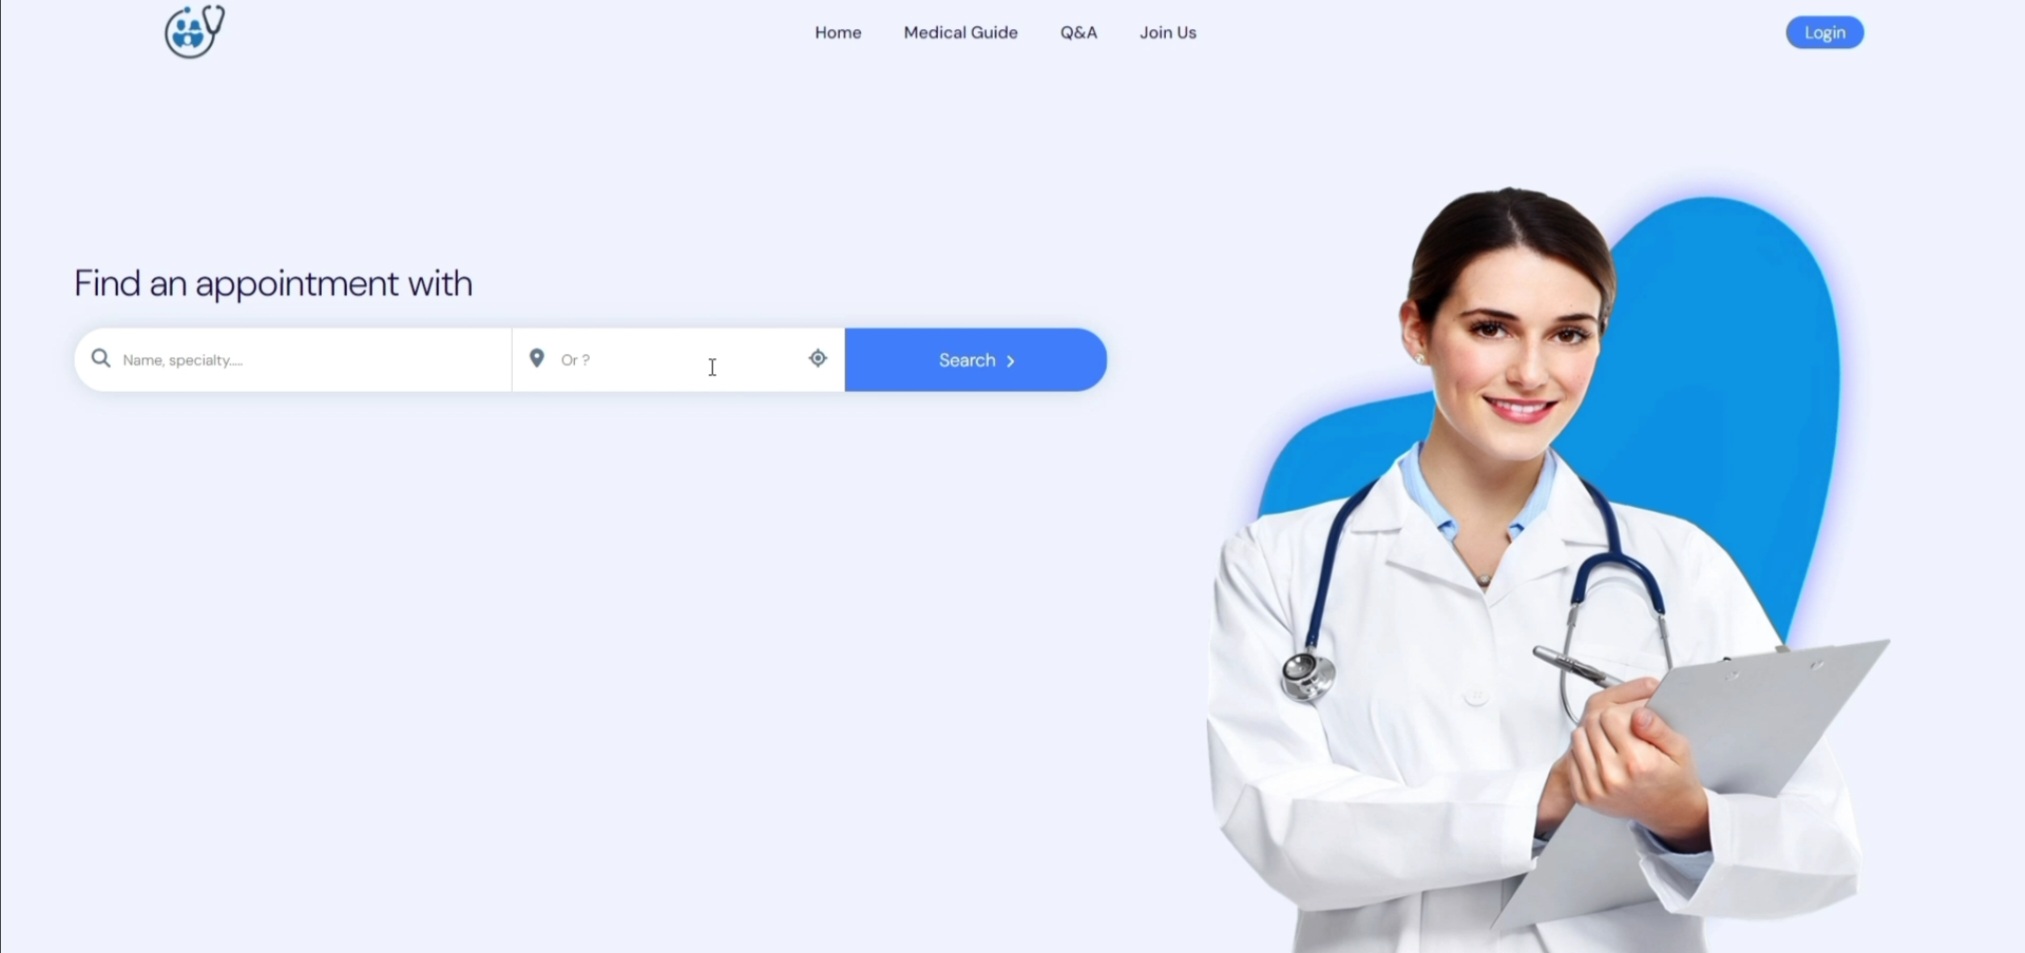 Home Medical Guide Q&A Join Us Login
Find an appointment with
Name, specialty.... Or ? Search